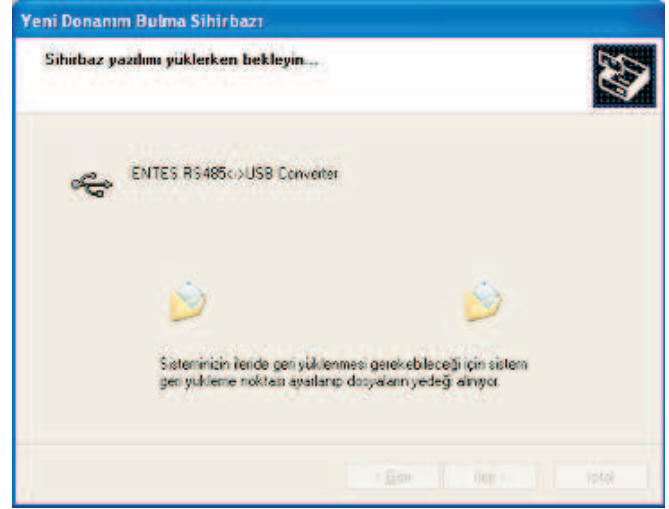 Yeni Donanım Bulma Sihirbazı
Sihirbaz yazılımı yüklerken bekleyin...
ENTES RS485<->USB Converter
Sisteminizin ileride geri yüklenmesi gerekebileceği için sistem
geri yükleme noktası ayarlanıp dosyaların yedeği alınıyor.
< Geri İleri > İptal